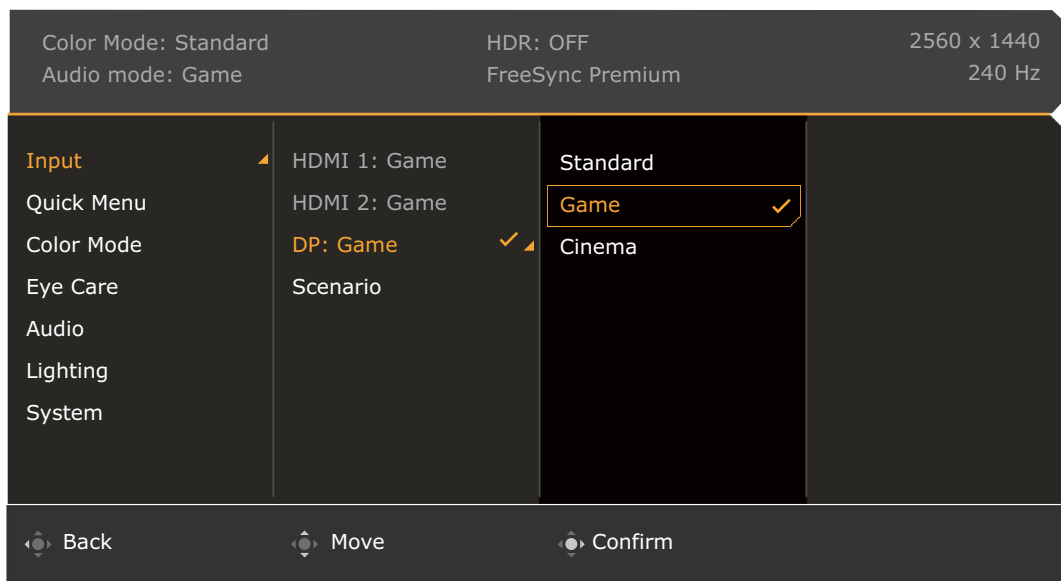 Color Mode: Standard
HDR: OFF
2560 x 1440
Audio mode: Game
FreeSync Premium
240 Hz
Input
Quick Menu
Color Mode
Eye Care
Audio
Lighting
System
HDMI 1: Game
HDMI 2: Game
DP: Game
Scenario
Standard
Game
Cinema
Back
Move
Confirm